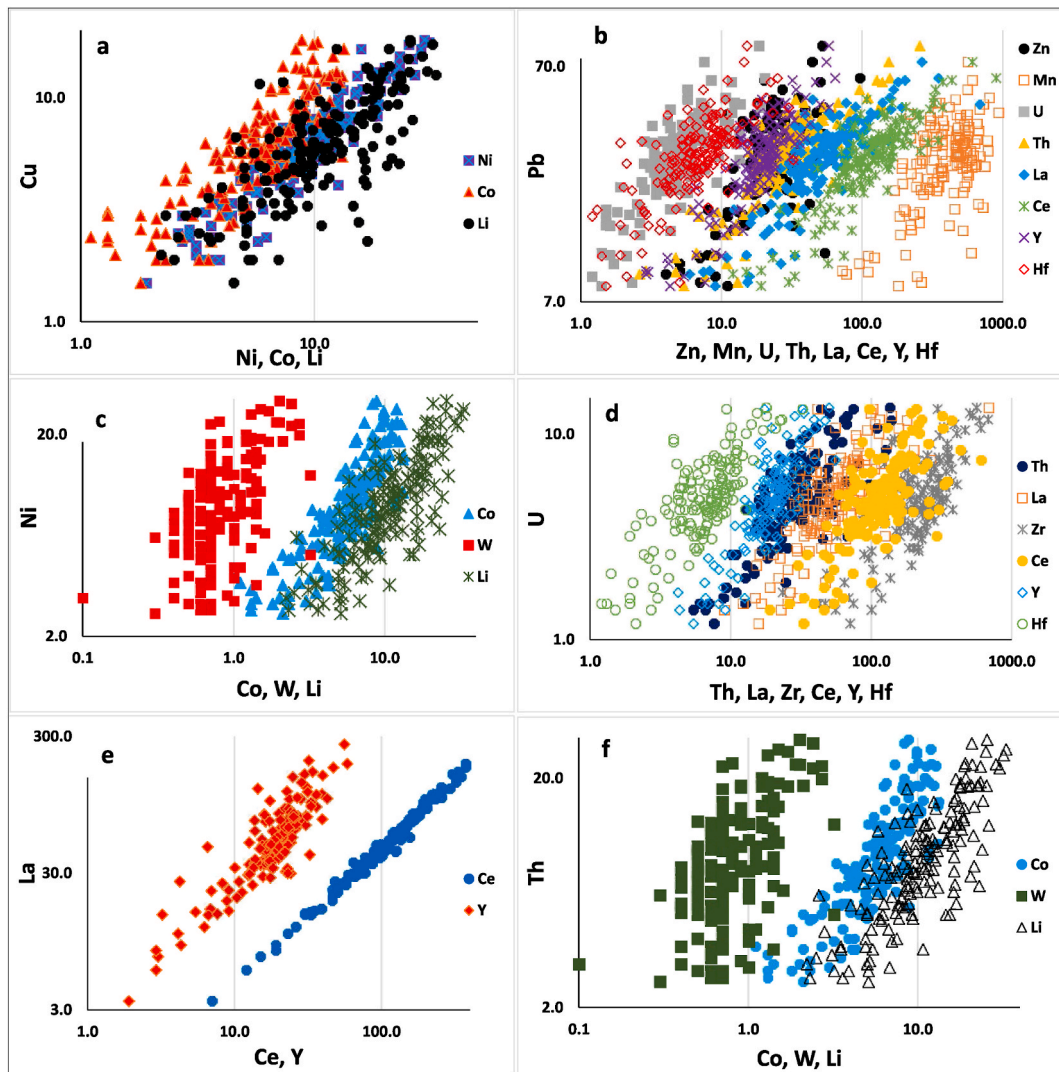 a
Cu
10.0
1.0
1.0
10.0
Ni, Co, Li
Ni
Co
Li
b
Pb
70.0
7.0
1.0
10.0
100.0
1000.0
Zn, Mn, U, Th, La, Ce, Y, Hf
Zn
Mn
U
Th
La
Ce
Y
Hf
c
Ni
20.0
2.0
0.1
1.0
10.0
Co, W, Li
Co
W
Li
d
U
10.0
1.0
1.0
10.0
100.0
1000.0
Th, La, Zr, Ce, Y, Hf
Th
La
Zr
Ce
Y
Hf
e
La
300.0
30.0
3.0
1.0
10.0
100.0
Ce, Y
Ce
Y
f
Th
20.0
2.0
0.1
1.0
10.0
Co, W, Li
Co
W
Li